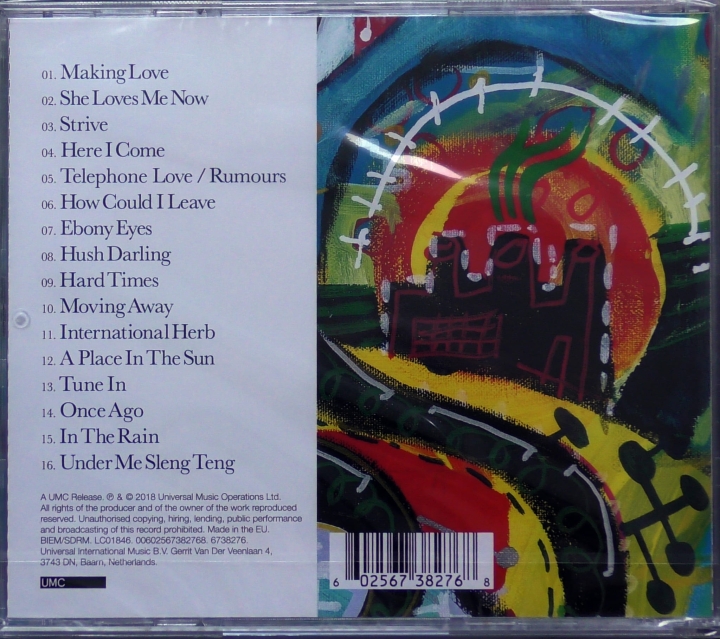 01. Making Love
02. She Loves Me Now
03. Strive
04. Here I Come
05. Telephone Love / Rumours
06. How Could I Leave
07. Ebony Eyes
08. Hush Darling
09. Hard Times
10. Moving Away
11. International Herb
12. A Place In The Sun
13. Tune In
14. Once Ago
15. In The Rain
16. Under Me Sleng Teng
A UMC Release. ℗ & © 2018 Universal Music Operations Ltd.
All rights of the producer and of the owner of the work reproduced
reserved. Unauthorised copying, hiring, lending, public performance
and broadcasting of this record prohibited. Made in the EU.
BIEM/SDRM. LC01846. 00602567382768. 6738276.
Universal International Music B.V. Gerrit Van Der Veenlaan 4,
3743 DN, Baarn, Netherlands.
UMC
6 02567 38276 8